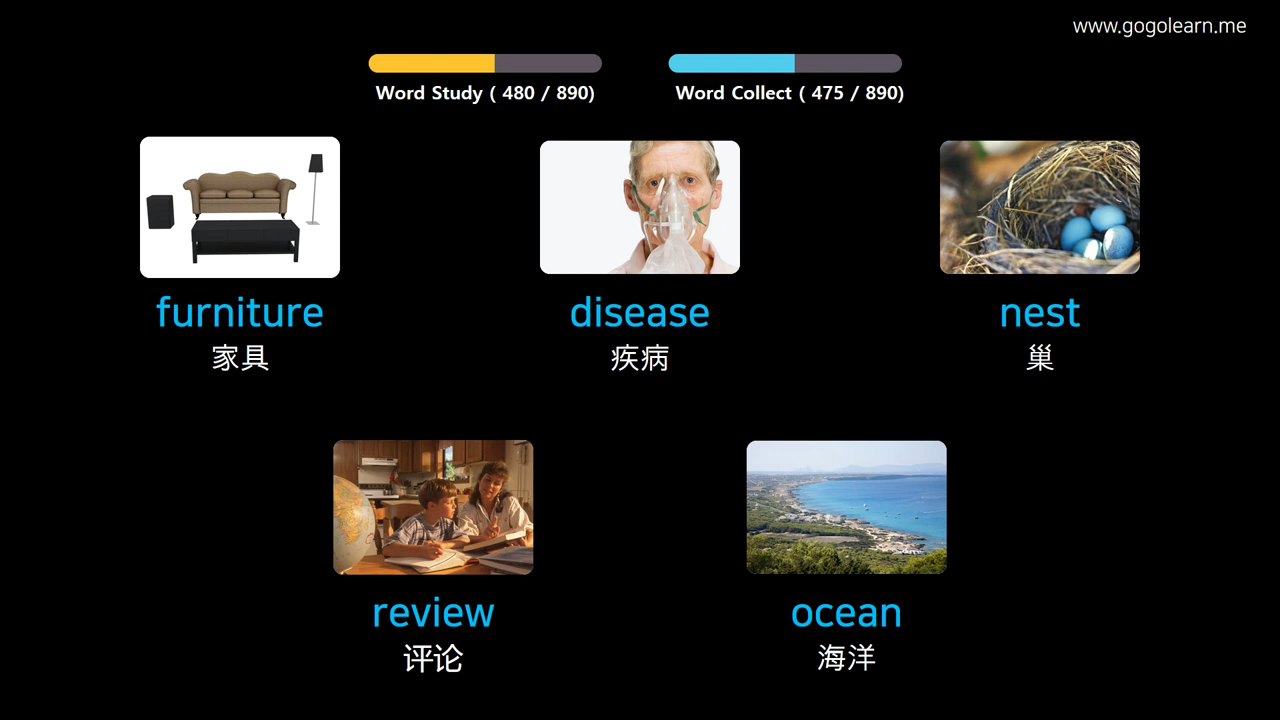 www.gogolearn.me
Word Study ( 480 / 890)
Word Collect ( 475 / 890)
furniture
家具
disease
疾病
nest
巢
review
评论
ocean
海洋